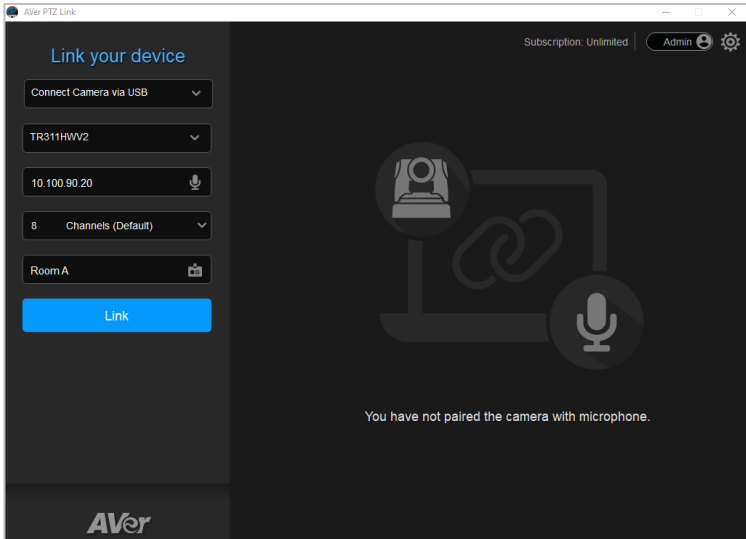 AVer PTZ Link
Link your device
Subscription: Unlimited
Admin
Connect Camera via USB
TR311HWV2
10.100.90.20
8 Channels (Default)
Room A
Link
You have not paired the camera with microphone.
AVer